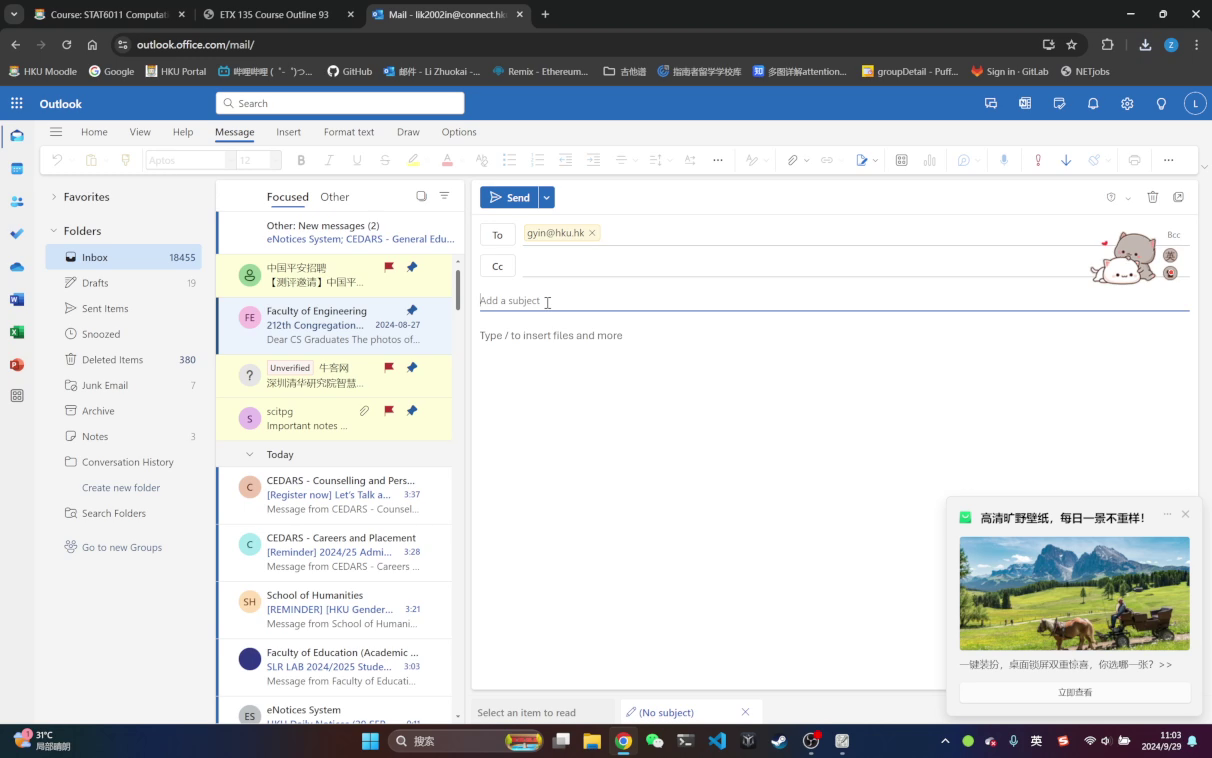 Course: STAT6011 Computatio
ETX 135 Outline 93
Mail - lik2002in@connect.hk
outlook.office.com/mail/
HKU Moodle
Google
HKU Portal
GitHub
邮件 - Li Zhuokai -...
Remix - Ethereum...
吉他谱
指南者留学学校库
多图详解attention...
groupDetail - Puff...
Sign in · GitLab
NETjobs
Outlook
Search
L
Home View Help Message Insert Format text Draw Options
Aptos 12
Favorites
Folders
Inbox 18455
Drafts 19
Sent Items
Snoozed
Deleted Items 380
Junk Email 7
Archive
Notes 3
Conversation History
Create new folder
Search Folders
Go to new Groups
Focused Other
Other: New messages (2)
eNotices System; CEDARS - General Edu...
中国平安招聘
【测评邀请】中国平...
FE
Faculty of Engineering
212th Congregation... 2024-08-27
Dear CS Graduates The photos of...
?
Unverified 牛客网
深圳清华研究院智慧...
S
scitpg
Important notes ...
Today
C
CEDARS - Counselling and Pers...
[Register now] Let's Talk a... 3:37
Message from CEDARS - Counsel...
C
CEDARS - Careers and Placement
[Reminder] 2024/25 Admi... 3:28
Message from CEDARS - Careers ...
SH
School of Humanities
[REMINDER] [HKU Gender... 3:21
Message from School of Humani...
Faculty of Education (Academic ...
SLR LAB 2024/2025 Stude... 3:03
Message from Faculty of Educati...
ES
eNotices System
Send
To
gyin@hku.hk
Bcc
Cc
英
Add a subject
Type / to insert files and more
高清旷野壁纸，每日一景不重样！
一键装扮，桌面锁屏双重惊喜，你选哪一张？>>
立即查看
Select an item to read
(No subject)
31°C
局部晴朗
搜索
英
11:03
2024/9/29